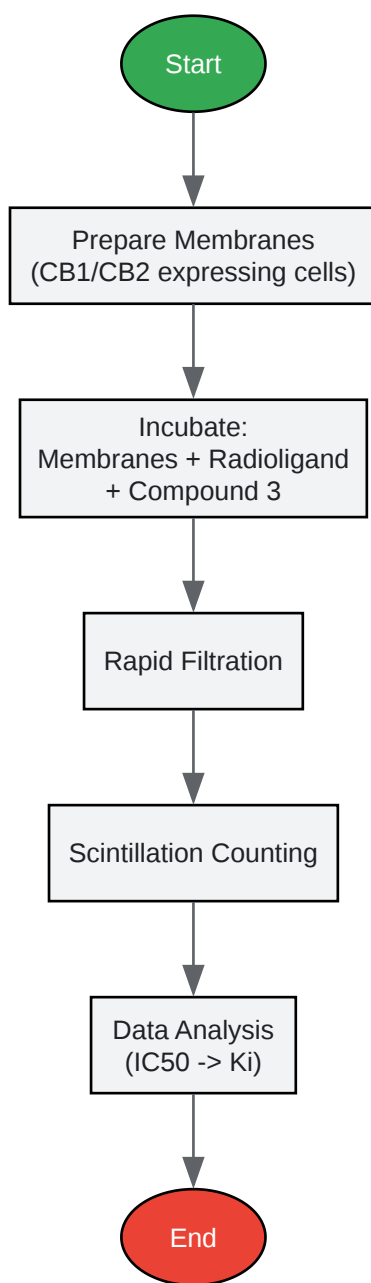 Start
Prepare Membranes
(CB1/CB2 expressing cells)
Incubate:
Membranes + Radioligand
+ Compound 3
Rapid Filtration
Scintillation Counting
Data Analysis
(IC50 -> Ki)
End